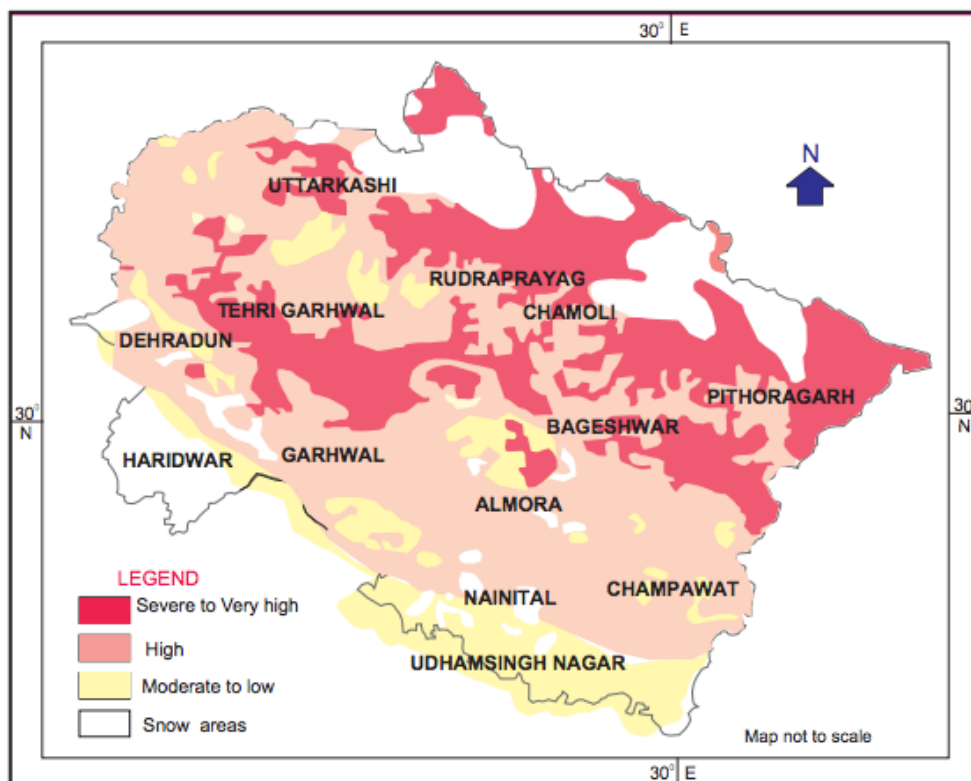 30° E
N
UTTARKASHI
RUDRAPRAYAG
TEHRI GARHWAL
CHAMOLI
DEHRADUN
PITHORAGARH
30°
N
30°
N
BAGESHWAR
HARIDWAR
GARHWAL
ALMORA
LEGEND
Severe to Very high
High
Moderate to low
Snow areas
CHAMPAWAT
NAINITAL
UDHAMSINGH NAGAR
Map not to scale
30° E